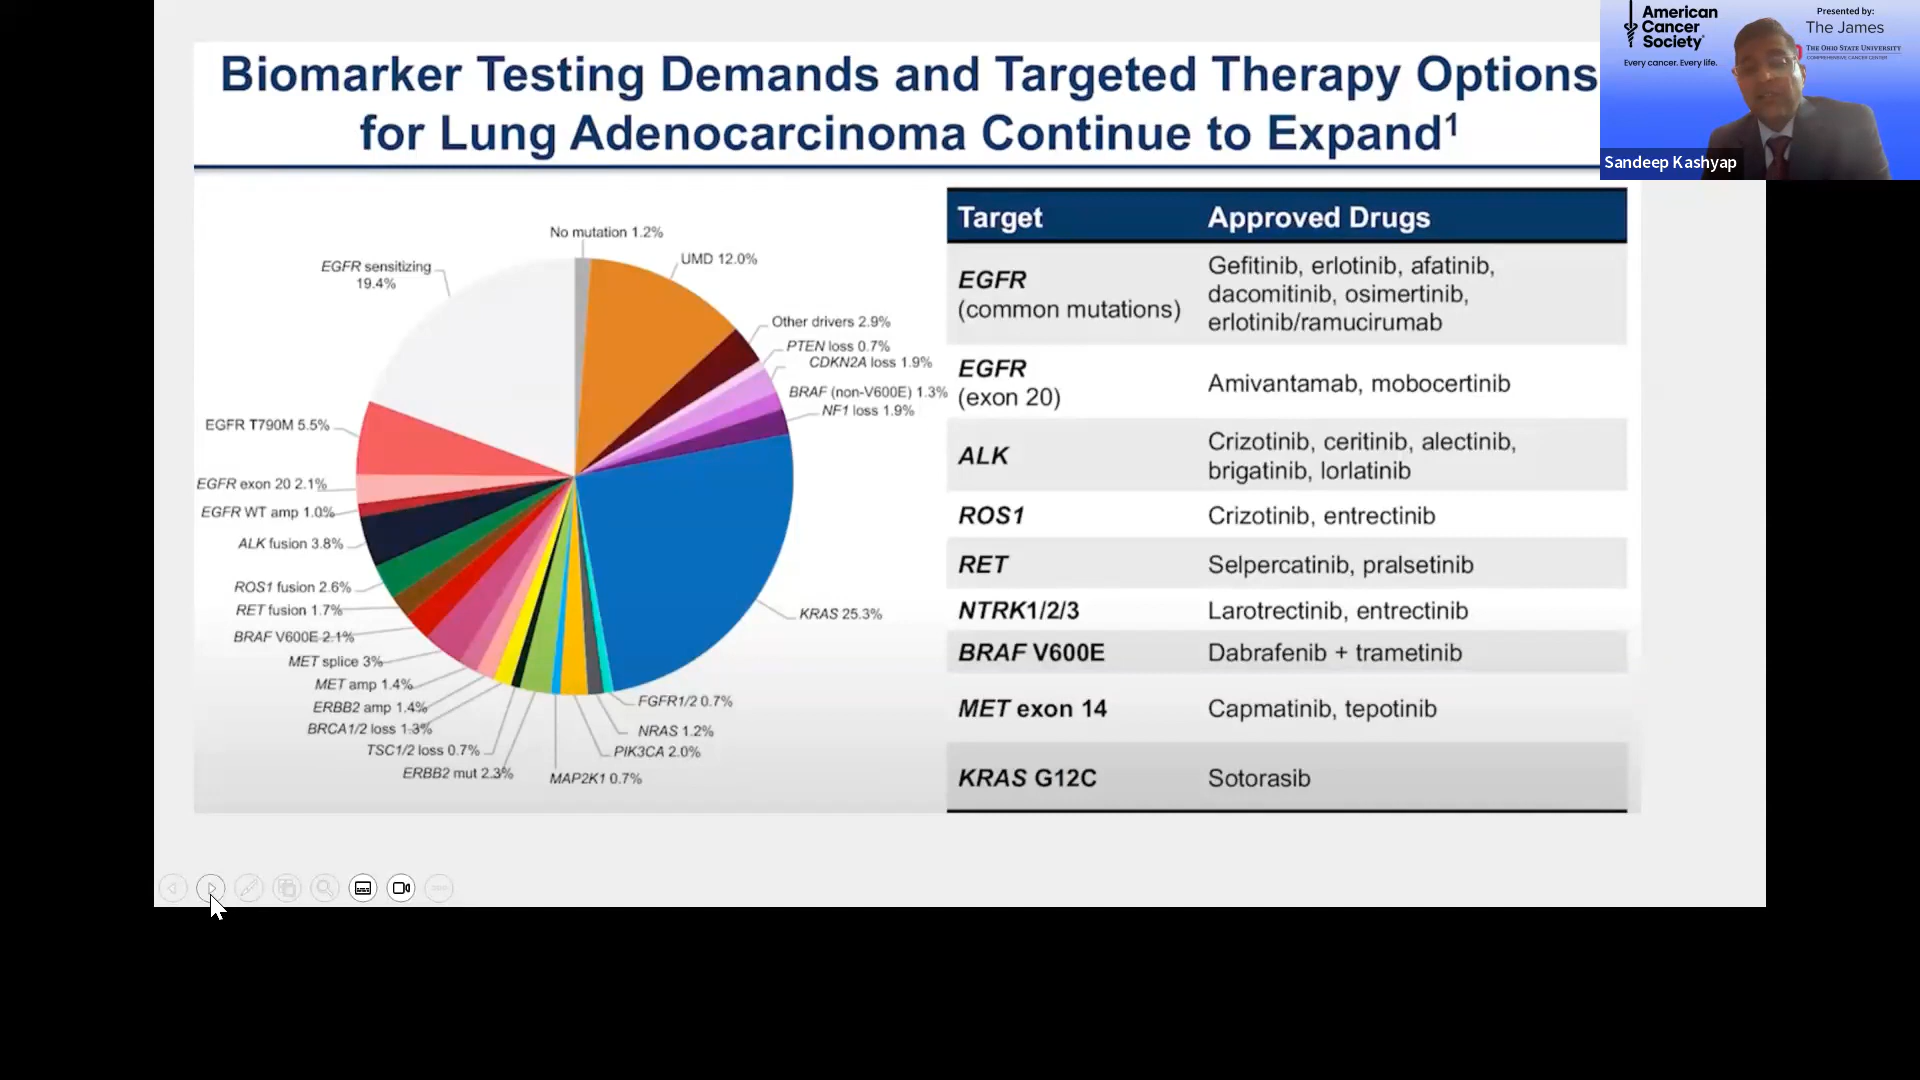 Biomarker Testing Demands and Targeted Therapy Options
for Lung Adenocarcinoma Continue to Expand1
American
Cancer
Society
Every cancer. Every life.
Presented by:
The James
THE OHIO STATE UNIVERSITY
COMPREHENSIVE CANCER CENTER
Sandeep Kashyap
No mutation 1.2%
UMD 12.0%
Other drivers 2.9%
PTEN loss 0.7%
CDKN2A loss 1.9%
BRAF (non-V600E) 1.3%
NF1 loss 1.9%
KRAS 25.3%
FGFR1/2 0.7%
NRAS 1.2%
PIK3CA 2.0%
MAP2K1 0.7%
ERBB2 mut 2.3%
TSC1/2 loss 0.7%
BRCA1/2 loss 1.3%
ERBB2 amp 1.4%
MET amp 1.4%
MET splice 3%
BRAF V600E 2.1%
RET fusion 1.7%
ROS1 fusion 2.6%
ALK fusion 3.8%
EGFR WT amp 1.0%
EGFR exon 20 2.1%
EGFR T790M 5.5%
EGFR sensitizing
19.4%
Target Approved Drugs
EGFR
(common mutations)
Gefitinib, erlotinib, afatinib,
dacomitinib, osimertinib,
erlotinib/ramucirumab
EGFR
(exon 20)
Amivantamab, mobocertinib
ALK
Crizotinib, ceritinib, alectinib,
brigatinib, lorlatinib
ROS1 Crizotinib, entrectinib
RET Selpercatinib, pralsetinib
NTRK1/2/3 Larotrectinib, entrectinib
BRAF V600E Dabrafenib + trametinib
MET exon 14 Capmatinib, tepotinib
KRAS G12C Sotorasib